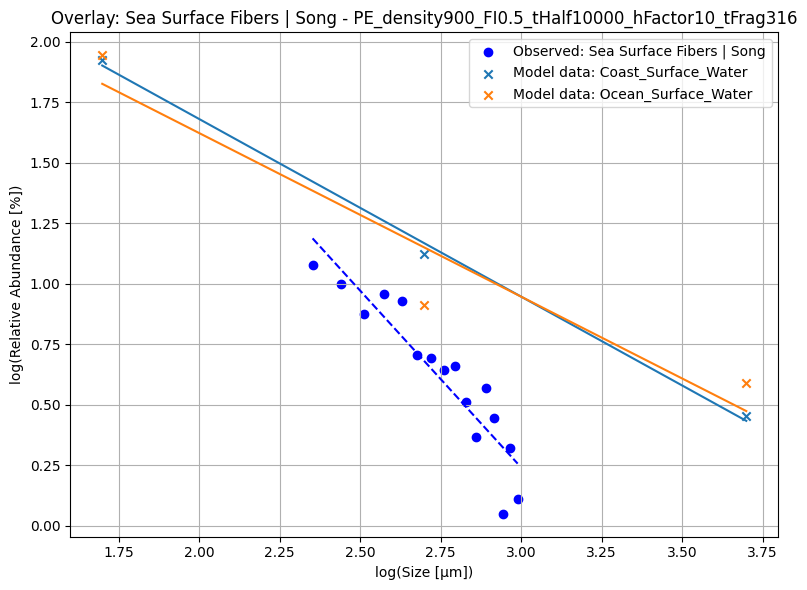 Overlay: Sea Surface Fibers | Song - PE_density900_FI0.5_tHalf10000_hFactor10_tFrag316
Observed: Sea Surface Fibers | Song
Model data: Coast_Surface_Water
Model data: Ocean_Surface_Water
log(Relative Abundance [%])
2.00
1.75
1.50
1.25
1.00
0.75
0.50
0.25
0.00
1.75 2.00 2.25 2.50 2.75 3.00 3.25 3.50 3.75
log(Size [µm])